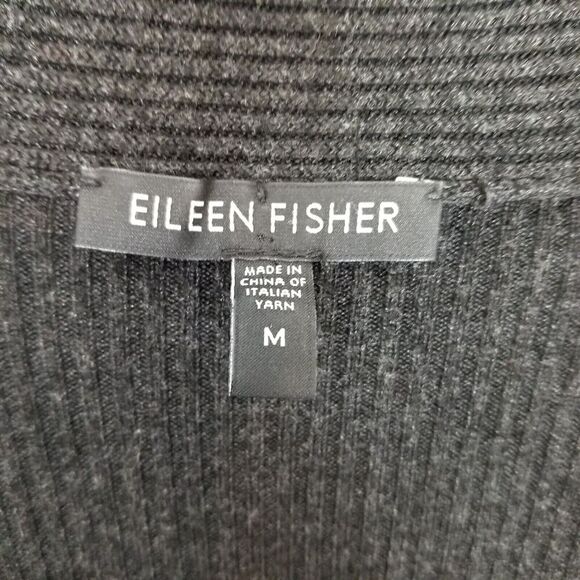 EILEEN FISHER
MADE IN
CHINA OF
ITALIAN
YARN
M